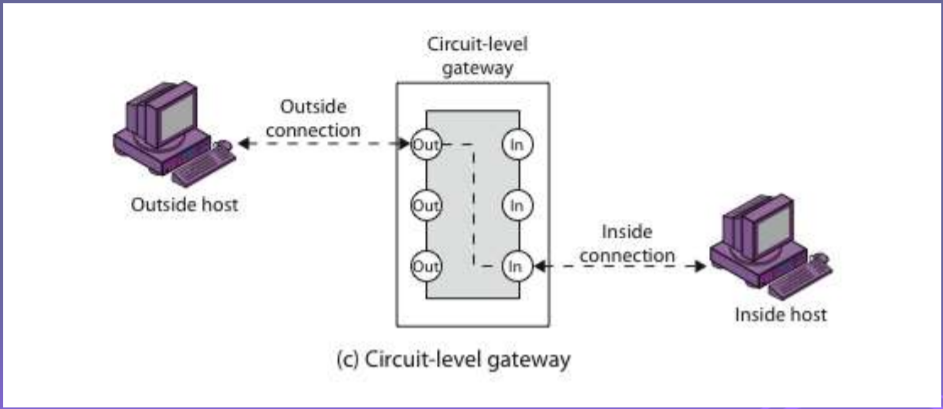 Circuit-level
gateway
Outside
connection
Out
In
Outside host
Out
In
Inside
connection
Out
In
Inside host
(c) Circuit-level gateway